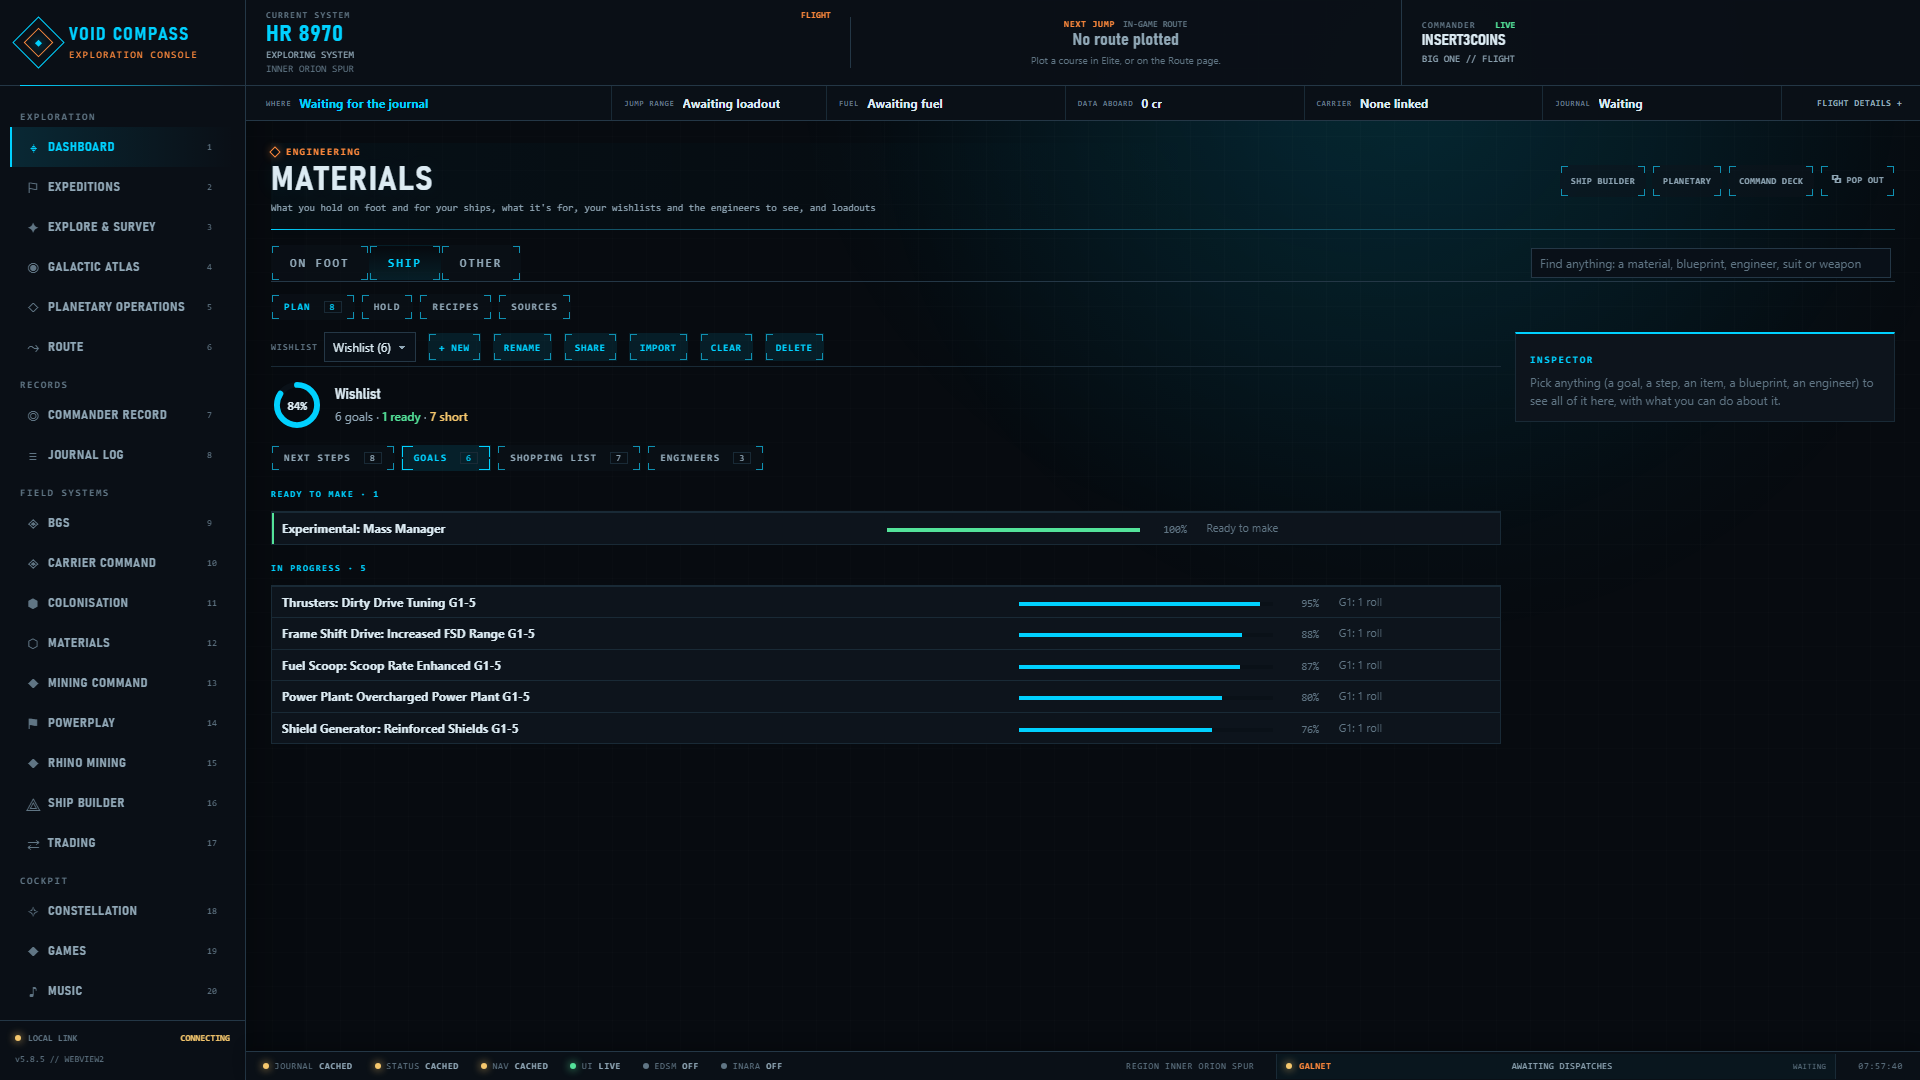 VOID COMPASS
EXPLORATION CONSOLE
EXPLORATION
DASHBOARD 1
EXPEDITIONS 2
EXPLORE & SURVEY 3
GALACTIC ATLAS 4
PLANETARY OPERATIONS 5
ROUTE 6
RECORDS
COMMANDER RECORD 7
JOURNAL LOG 8
FIELD SYSTEMS
BGS 9
CARRIER COMMAND 10
COLONISATION 11
MATERIALS 12
MINING COMMAND 13
POWERPLAY 14
RHINO MINING 15
SHIP BUILDER 16
TRADING 17
COCKPIT
CONSTELLATION 18
GAMES 19
MUSIC 20
LOCAL LINK CONNECTING
v5.8.5 // WEBVIEW2
CURRENT SYSTEM FLIGHT
HR 8970
EXPLORING SYSTEM
INNER ORION SPUR
NEXT JUMP IN-GAME ROUTE
No route plotted
Plot a course in Elite, or on the Route page.
COMMANDER LIVE
INSERT3COINS
BIG ONE // FLIGHT
WHERE Waiting for the journal JUMP RANGE Awaiting loadout FUEL Awaiting fuel DATA ABOARD 0 cr CARRIER None linked JOURNAL Waiting FLIGHT DETAILS +
ENGINEERING
MATERIALS
What you hold on foot and for your ships, what it's for, your wishlists and the engineers to see, and loadouts
SHIP BUILDER PLANETARY COMMAND DECK POP OUT
ON FOOT SHIP OTHER
Find anything: a material, blueprint, engineer, suit or weapon
PLAN 8 HOLD RECIPES SOURCES
WISHLIST Wishlist (6) + NEW RENAME SHARE IMPORT CLEAR DELETE
84%
Wishlist
6 goals · 1 ready · 7 short
NEXT STEPS 8 GOALS 6 SHOPPING LIST 7 ENGINEERS 3
READY TO MAKE · 1
Experimental: Mass Manager 100% Ready to make
IN PROGRESS · 5
Thrusters: Dirty Drive Tuning G1-5 95% G1: 1 roll
Frame Shift Drive: Increased FSD Range G1-5 88% G1: 1 roll
Fuel Scoop: Scoop Rate Enhanced G1-5 87% G1: 1 roll
Power Plant: Overcharged Power Plant G1-5 80% G1: 1 roll
Shield Generator: Reinforced Shields G1-5 76% G1: 1 roll
INSPECTOR
Pick anything (a goal, a step, an item, a blueprint, an engineer) to
see all of it here, with what you can do about it.
JOURNAL CACHED STATUS CACHED NAV CACHED UI LIVE EDSM OFF INARA OFF REGION INNER ORION SPUR GALNET AWAITING DISPATCHES WAITING 07:57:40